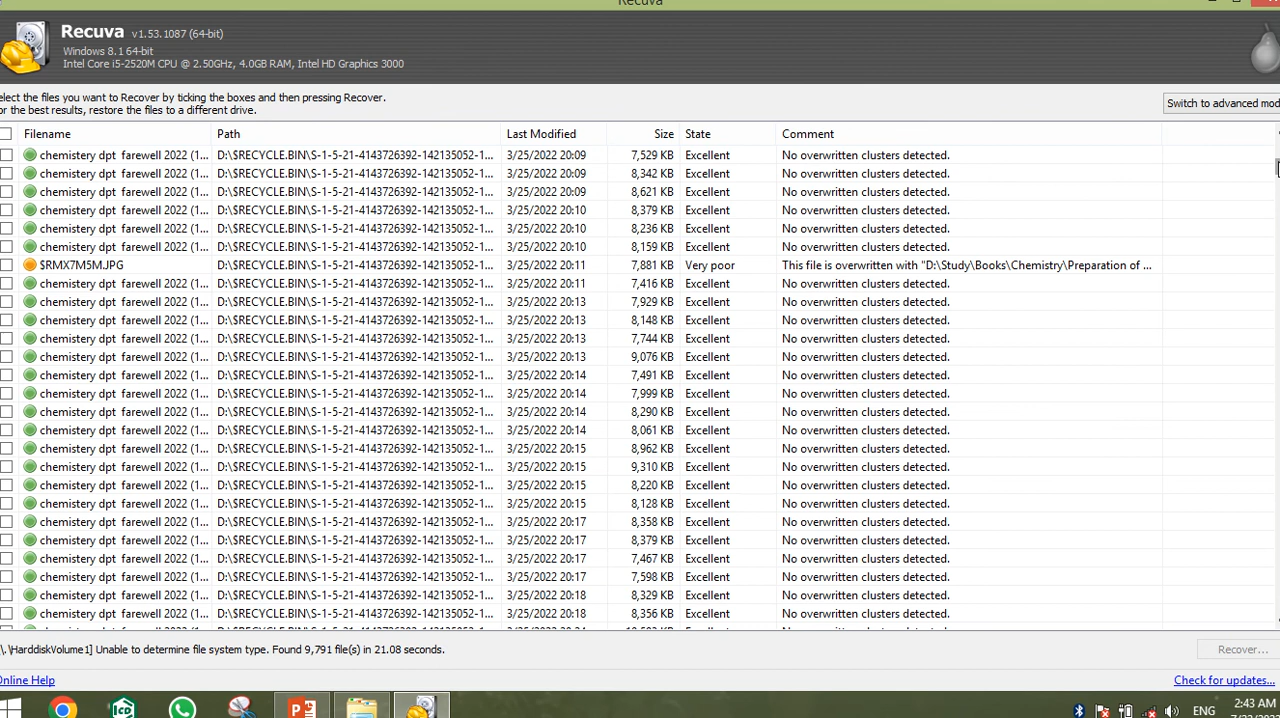 Recuva
Recuva v1.53.1087 (64-bit)
Windows 8.1 64-bit
Intel Core i5-2520M CPU @ 2.50GHz, 4.0GB RAM, Intel HD Graphics 3000
elect the files you want to Recover by ticking the boxes and then pressing Recover.
or the best results, restore the files to a different drive.
Switch to advanced mod
Filename Path Last Modified Size State Comment
chemistery dpt farewell 2022 (1... D:\$RECYCLE.BIN\S-1-5-21-4143726392-142135052-1... 3/25/2022 20:09 7,529 KB Excellent No overwritten clusters detected.
chemistery dpt farewell 2022 (1... D:\$RECYCLE.BIN\S-1-5-21-4143726392-142135052-1... 3/25/2022 20:09 8,342 KB Excellent No overwritten clusters detected.
chemistery dpt farewell 2022 (1... D:\$RECYCLE.BIN\S-1-5-21-4143726392-142135052-1... 3/25/2022 20:09 8,621 KB Excellent No overwritten clusters detected.
chemistery dpt farewell 2022 (1... D:\$RECYCLE.BIN\S-1-5-21-4143726392-142135052-1... 3/25/2022 20:10 8,379 KB Excellent No overwritten clusters detected.
chemistery dpt farewell 2022 (1... D:\$RECYCLE.BIN\S-1-5-21-4143726392-142135052-1... 3/25/2022 20:10 8,236 KB Excellent No overwritten clusters detected.
chemistery dpt farewell 2022 (1... D:\$RECYCLE.BIN\S-1-5-21-4143726392-142135052-1... 3/25/2022 20:10 8,159 KB Excellent No overwritten clusters detected.
$RMX7M5M.JPG D:\$RECYCLE.BIN\S-1-5-21-4143726392-142135052-1... 3/25/2022 20:11 7,881 KB Very poor This file is overwritten with "D:\Study\Books\Chemistry\Preparation of ...
chemistery dpt farewell 2022 (1... D:\$RECYCLE.BIN\S-1-5-21-4143726392-142135052-1... 3/25/2022 20:11 7,416 KB Excellent No overwritten clusters detected.
chemistery dpt farewell 2022 (1... D:\$RECYCLE.BIN\S-1-5-21-4143726392-142135052-1... 3/25/2022 20:13 7,929 KB Excellent No overwritten clusters detected.
chemistery dpt farewell 2022 (1... D:\$RECYCLE.BIN\S-1-5-21-4143726392-142135052-1... 3/25/2022 20:13 8,148 KB Excellent No overwritten clusters detected.
chemistery dpt farewell 2022 (1... D:\$RECYCLE.BIN\S-1-5-21-4143726392-142135052-1... 3/25/2022 20:13 7,744 KB Excellent No overwritten clusters detected.
chemistery dpt farewell 2022 (1... D:\$RECYCLE.BIN\S-1-5-21-4143726392-142135052-1... 3/25/2022 20:13 9,076 KB Excellent No overwritten clusters detected.
chemistery dpt farewell 2022 (1... D:\$RECYCLE.BIN\S-1-5-21-4143726392-142135052-1... 3/25/2022 20:14 7,491 KB Excellent No overwritten clusters detected.
chemistery dpt farewell 2022 (1... D:\$RECYCLE.BIN\S-1-5-21-4143726392-142135052-1... 3/25/2022 20:14 7,999 KB Excellent No overwritten clusters detected.
chemistery dpt farewell 2022 (1... D:\$RECYCLE.BIN\S-1-5-21-4143726392-142135052-1... 3/25/2022 20:14 8,290 KB Excellent No overwritten clusters detected.
chemistery dpt farewell 2022 (1... D:\$RECYCLE.BIN\S-1-5-21-4143726392-142135052-1... 3/25/2022 20:14 8,061 KB Excellent No overwritten clusters detected.
chemistery dpt farewell 2022 (1... D:\$RECYCLE.BIN\S-1-5-21-4143726392-142135052-1... 3/25/2022 20:15 8,962 KB Excellent No overwritten clusters detected.
chemistery dpt farewell 2022 (1... D:\$RECYCLE.BIN\S-1-5-21-4143726392-142135052-1... 3/25/2022 20:15 9,310 KB Excellent No overwritten clusters detected.
chemistery dpt farewell 2022 (1... D:\$RECYCLE.BIN\S-1-5-21-4143726392-142135052-1... 3/25/2022 20:15 8,220 KB Excellent No overwritten clusters detected.
chemistery dpt farewell 2022 (1... D:\$RECYCLE.BIN\S-1-5-21-4143726392-142135052-1... 3/25/2022 20:15 8,128 KB Excellent No overwritten clusters detected.
chemistery dpt farewell 2022 (1... D:\$RECYCLE.BIN\S-1-5-21-4143726392-142135052-1... 3/25/2022 20:17 8,358 KB Excellent No overwritten clusters detected.
chemistery dpt farewell 2022 (1... D:\$RECYCLE.BIN\S-1-5-21-4143726392-142135052-1... 3/25/2022 20:17 8,379 KB Excellent No overwritten clusters detected.
chemistery dpt farewell 2022 (1... D:\$RECYCLE.BIN\S-1-5-21-4143726392-142135052-1... 3/25/2022 20:17 7,467 KB Excellent No overwritten clusters detected.
chemistery dpt farewell 2022 (1... D:\$RECYCLE.BIN\S-1-5-21-4143726392-142135052-1... 3/25/2022 20:17 7,598 KB Excellent No overwritten clusters detected.
chemistery dpt farewell 2022 (1... D:\$RECYCLE.BIN\S-1-5-21-4143726392-142135052-1... 3/25/2022 20:18 8,329 KB Excellent No overwritten clusters detected.
chemistery dpt farewell 2022 (1... D:\$RECYCLE.BIN\S-1-5-21-4143726392-142135052-1... 3/25/2022 20:18 8,356 KB Excellent No overwritten clusters detected.
\.\HarddiskVolume1] Unable to determine file system type. Found 9,791 file(s) in 21.08 seconds.
Recover...
Online Help
Check for updates...
ICD
ENG
2:43 AM